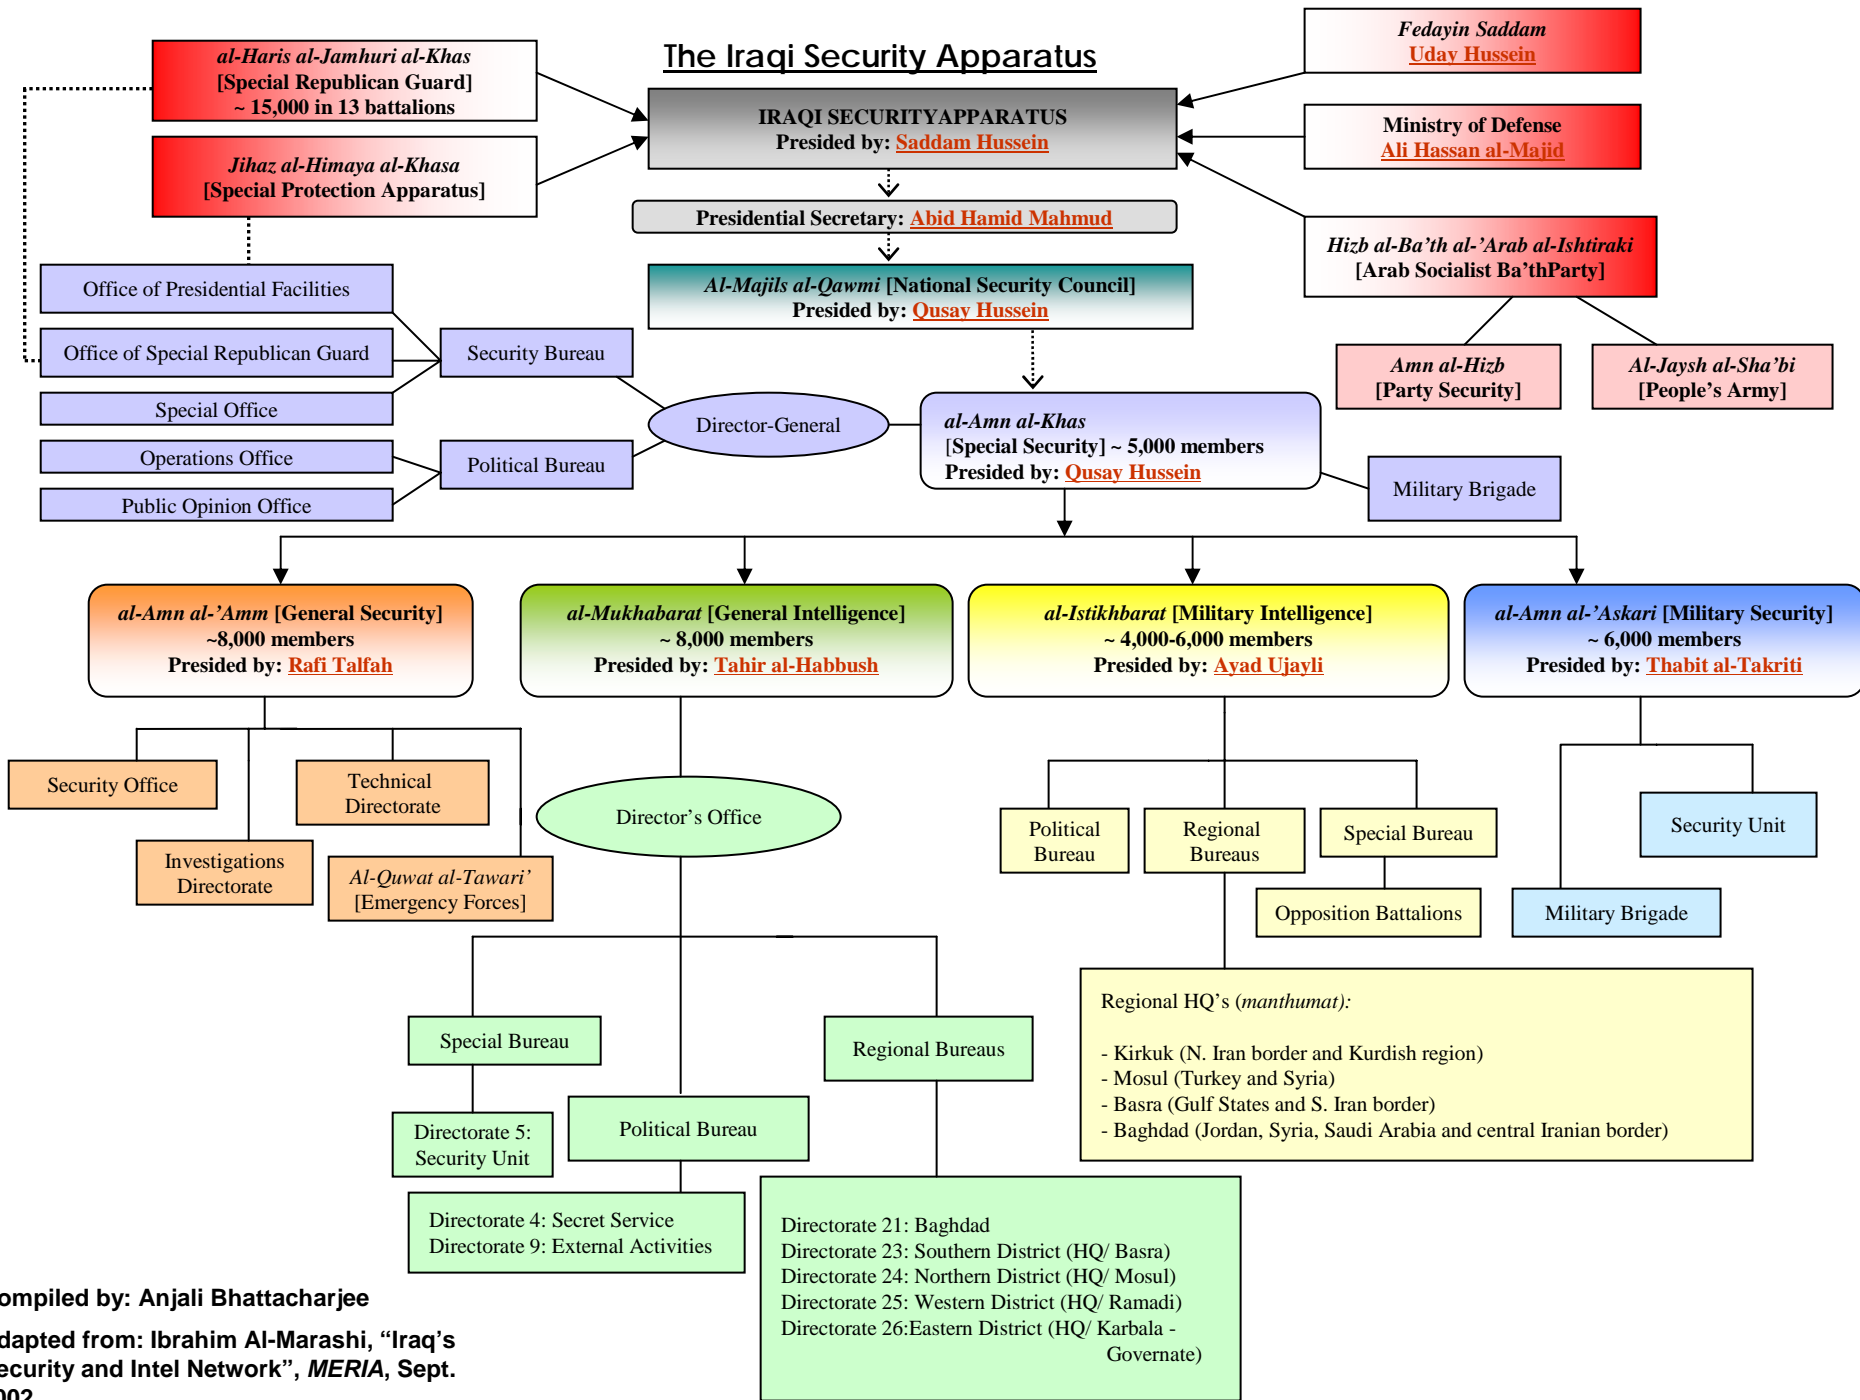 The Iraqi Security Apparatus
al-Haris al-Jamhuri al-Khas
[Special Republican Guard]
~ 15,000 in 13 battalions
Jihaz al-Himaya al-Khasa
[Special Protection Apparatus]
IRAQI SECURITYAPPARATUS
Presided by: Saddam Hussein
Fedayin Saddam
Uday Hussein
Ministry of Defense
Ali Hassan al-Majid
Presidential Secretary: Abid Hamid Mahmud
Hizb al-Ba'th al-'Arab al-Ishtiraki
[Arab Socialist Ba'thParty]
Al-Majils al-Qawmi [National Security Council]
Presided by: Qusay Hussein
Amn al-Hizb
[Party Security]
Al-Jaysh al-Sha'bi
[People's Army]
Office of Presidential Facilities
Office of Special Republican Guard
Special Office
Operations Office
Public Opinion Office
Security Bureau
Political Bureau
Director-General
al-Amn al-Khas
[Special Security] ~ 5,000 members
Presided by: Qusay Hussein
Military Brigade
al-Amn al-'Amm [General Security]
~8,000 members
Presided by: Rafi Talfah
al-Mukhabarat [General Intelligence]
~ 8,000 members
Presided by: Tahir al-Habbush
al-Istikhbarat [Military Intelligence]
~ 4,000-6,000 members
Presided by: Ayad Ujayli
al-Amn al-'Askari [Military Security]
~ 6,000 members
Presided by: Thabit al-Takriti
Security Office
Technical
Directorate
Investigations
Directorate
Al-Quwat al-Tawari'
[Emergency Forces]
Director's Office
Special Bureau
Directorate 5:
Security Unit
Political Bureau
Directorate 4: Secret Service
Directorate 9: External Activities
Regional Bureaus
Directorate 21: Baghdad
Directorate 23: Southern District (HQ/ Basra)
Directorate 24: Northern District (HQ/ Mosul)
Directorate 25: Western District (HQ/ Ramadi)
Directorate 26:Eastern District (HQ/ Karbala -
Governate)
Political
Bureau
Regional
Bureaus
Special Bureau
Opposition Battalions
Regional HQ's (manthumat):
- Kirkuk (N. Iran border and Kurdish region)
- Mosul (Turkey and Syria)
- Basra (Gulf States and S. Iran border)
- Baghdad (Jordan, Syria, Saudi Arabia and central Iranian border)
Security Unit
Military Brigade
ompiled by: Anjali Bhattacharjee
dapted from: Ibrahim Al-Marashi, "Iraq's
ecurity and Intel Network", MERIA, Sept.
002